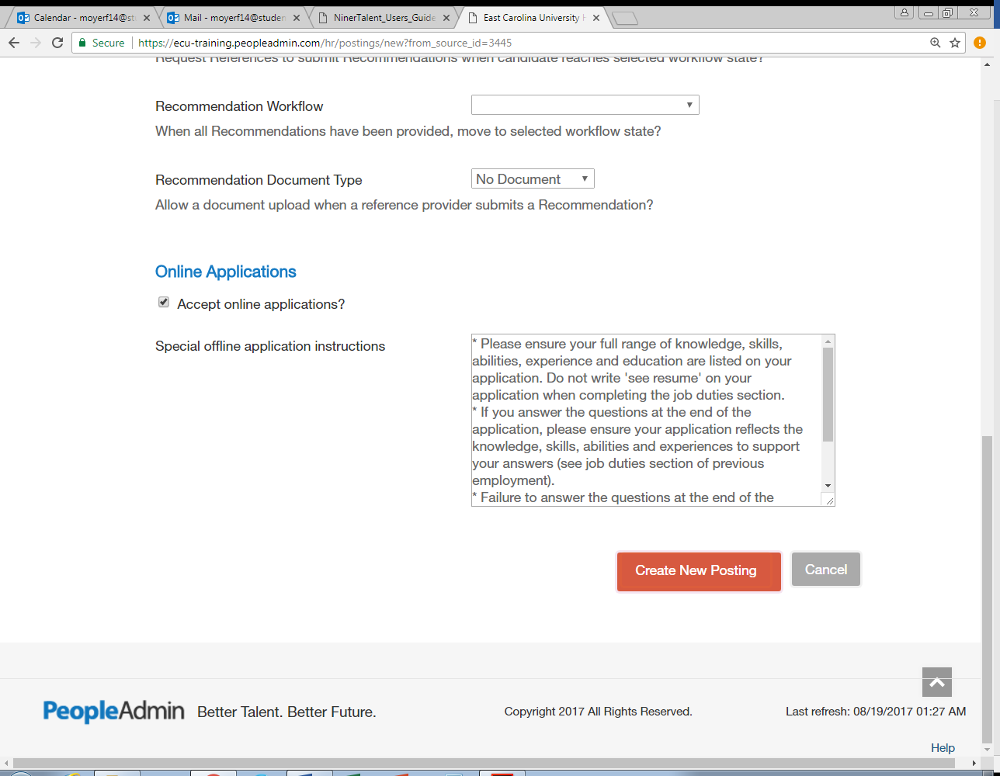 Calendar - moyerf14@st
Mail - moyerf14@studen
NinerTalent_Users_Guide
East Carolina University
Secure
https://ecu-training.peopleadmin.com/hr/postings/new?from_source_id=3445
Request References to submit Recommendations when candidate reaches selected workflow state?
Recommendation Workflow
When all Recommendations have been provided, move to selected workflow state?
Recommendation Document Type
No Document
Allow a document upload when a reference provider submits a Recommendation?
Online Applications
Accept online applications?
Special offline application instructions
* Please ensure your full range of knowledge, skills,
abilities, experience and education are listed on your
application. Do not write 'see resume' on your
application when completing the job duties section.
* If you answer the questions at the end of the
application, please ensure your application reflects the
knowledge, skills, abilities and experiences to support
your answers (see job duties section of previous
employment).
* Failure to answer the questions at the end of the
Create New Posting
Cancel
PeopleAdmin Better Talent. Better Future.
Copyright 2017 All Rights Reserved.
Last refresh: 08/19/2017 01:27 AM
Help